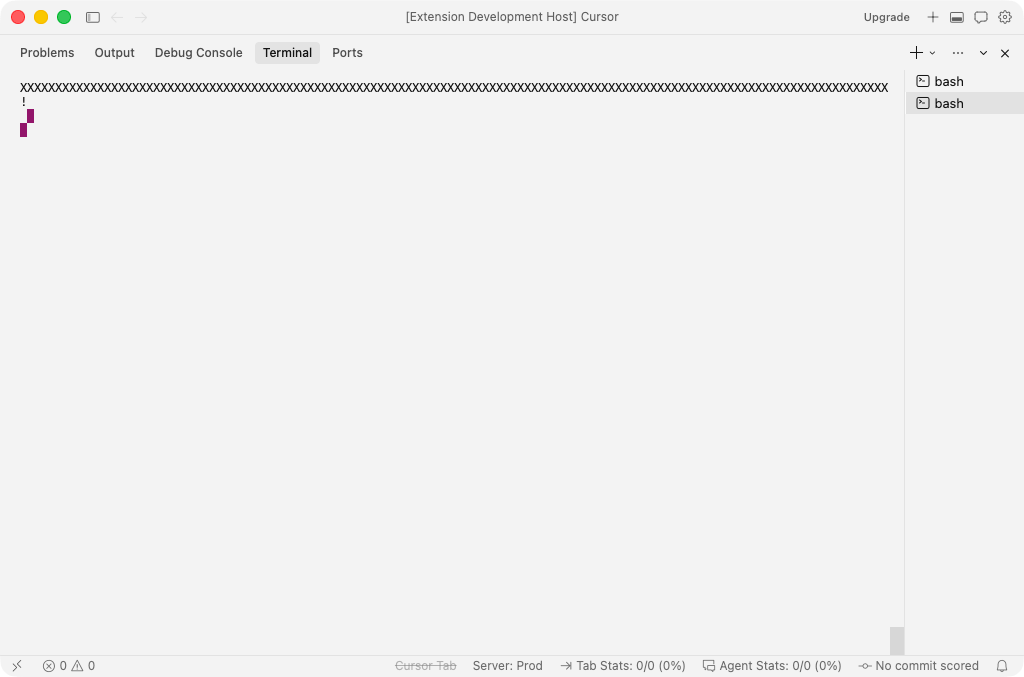 [Extension Development Host] Cursor
Upgrade
Problems Output Debug Console Terminal Ports
XXXXXXXXXXXXXXXXXXXXXXXXXXXXXXXXXXXXXXXXXXXXXXXXXXXXXXXXXXXXXXXXXXXXXXXXXXXXXXXXXXXXXXXXXXXXXXXXXXXXXXXXXXXXXXXXXXXXXXXXXXXX
!
bash
bash
0 0 Cursor Tab Server: Prod Tab Stats: 0/0 (0%) Agent Stats: 0/0 (0%) No commit scored